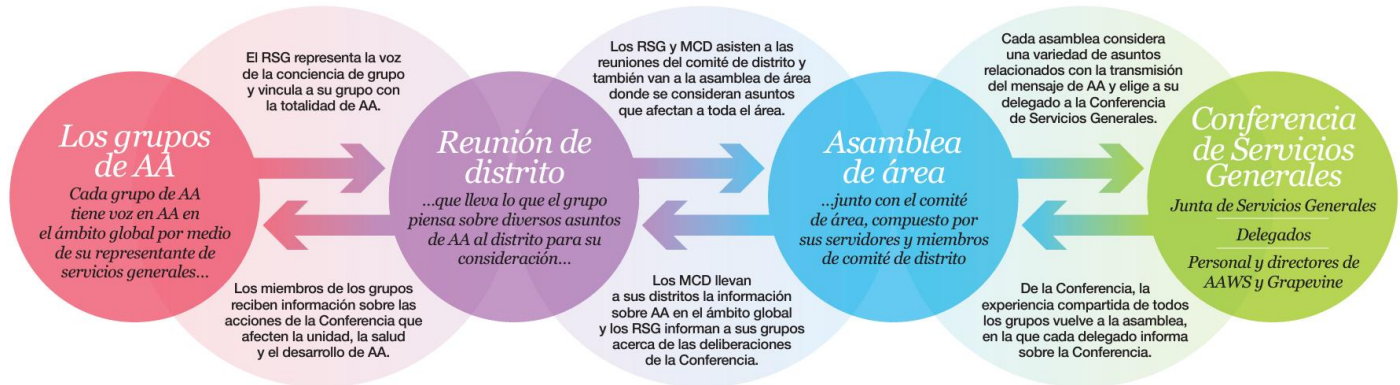 Los grupos
de AA
Cada grupo de AA
tiene voz en AA en
el ámbito global por medio
de su representante de
servicios generales...
El RSG representa la voz
de la conciencia de grupo
y vincula a su grupo con
la totalidad de AA.
Los miembros de los grupos
reciben información sobre las
acciones de la Conferencia que
afecten la unidad, la salud
y el desarrollo de AA.
Reunión de
distrito
...que lleva lo que el grupo
piensa sobre diversos asuntos
de AA al distrito para su
consideración...
Los RSG y MCD asisten a las
reuniones del comité de distrito y
también van a la asamblea de área
donde se consideran asuntos
que afectan a toda el área.
Los MCD llevan
a sus distritos la información
sobre AA en el ámbito global
y los RSG informan a sus grupos
acerca de las deliberaciones
de la Conferencia.
Asamblea
de área
...junto con el comité
de área, compuesto por
sus servidores y miembros
de comité de distrito
Cada asamblea considera
una variedad de asuntos
relacionados con la transmisión
del mensaje de AA y elige a su
delegado a la Conferencia
de Servicios Generales.
De la Conferencia, la
experiencia compartida de todos
los grupos vuelve a la asamblea,
en la que cada delegado informa
sobre la Conferencia.
Conferencia
de Servicios
Generales
Junta de Servicios Generales
Delegados
Personal y directores de
AAWS y Grapevine